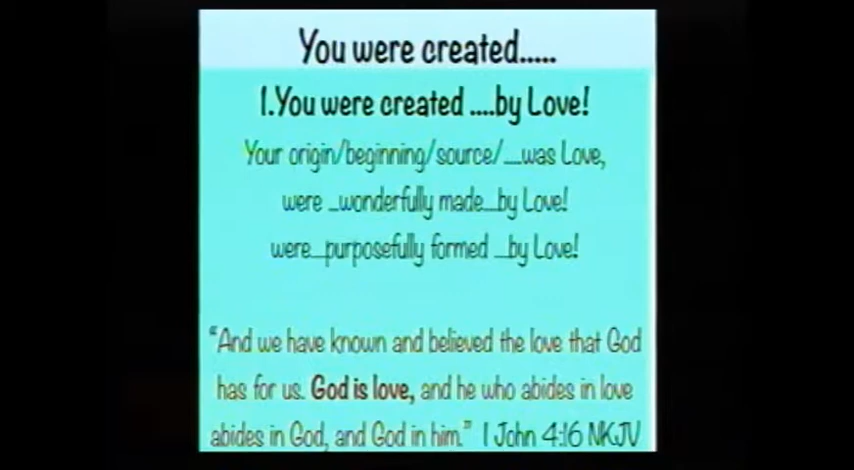 You were created.....
1.You were created ....by Love!
Your origin/beginning/source/....was Love,
were ...wonderfully made....by Love!
were....purposefully formed ....by Love!
“And we have known and believed the love that God
has for us. God is love, and he who abides in love
abides in God, and God in him.” 1 John 4:16 NKJV